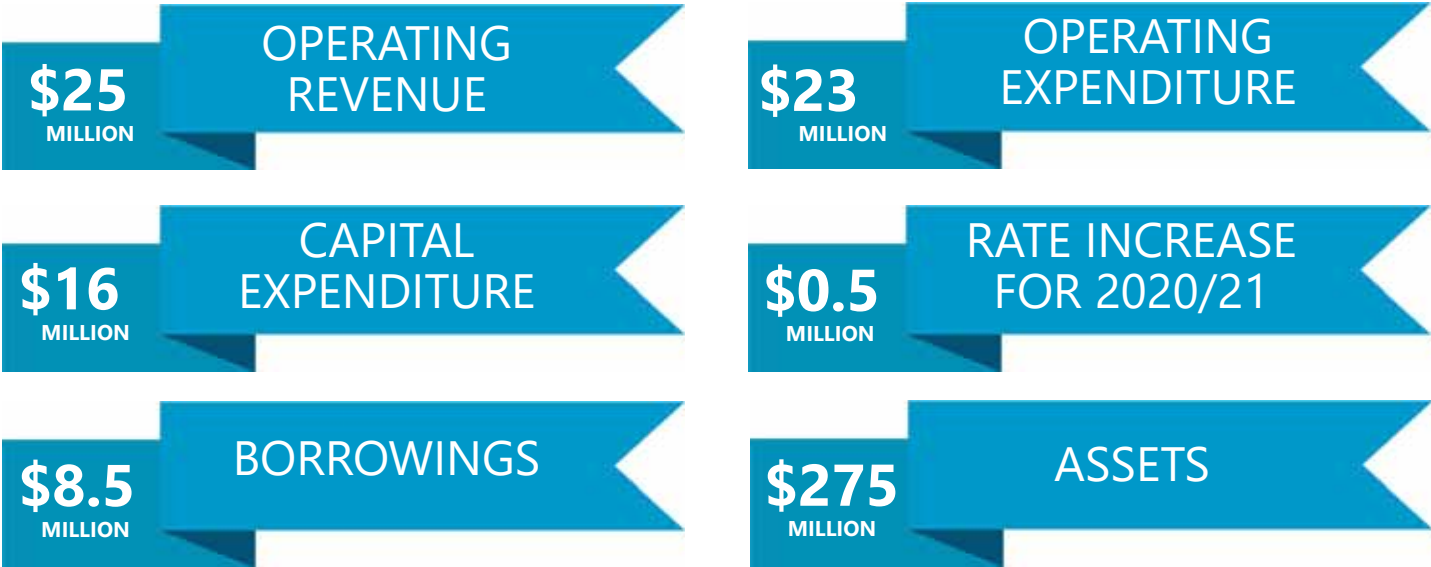 $25
MILLION
OPERATING
REVENUE
$23
MILLION
OPERATING
EXPENDITURE
$16
MILLION
CAPITAL
EXPENDITURE
$0.5
MILLION
RATE INCREASE
FOR 2020/21
$8.5
MILLION
BORROWINGS
$275
MILLION
ASSETS